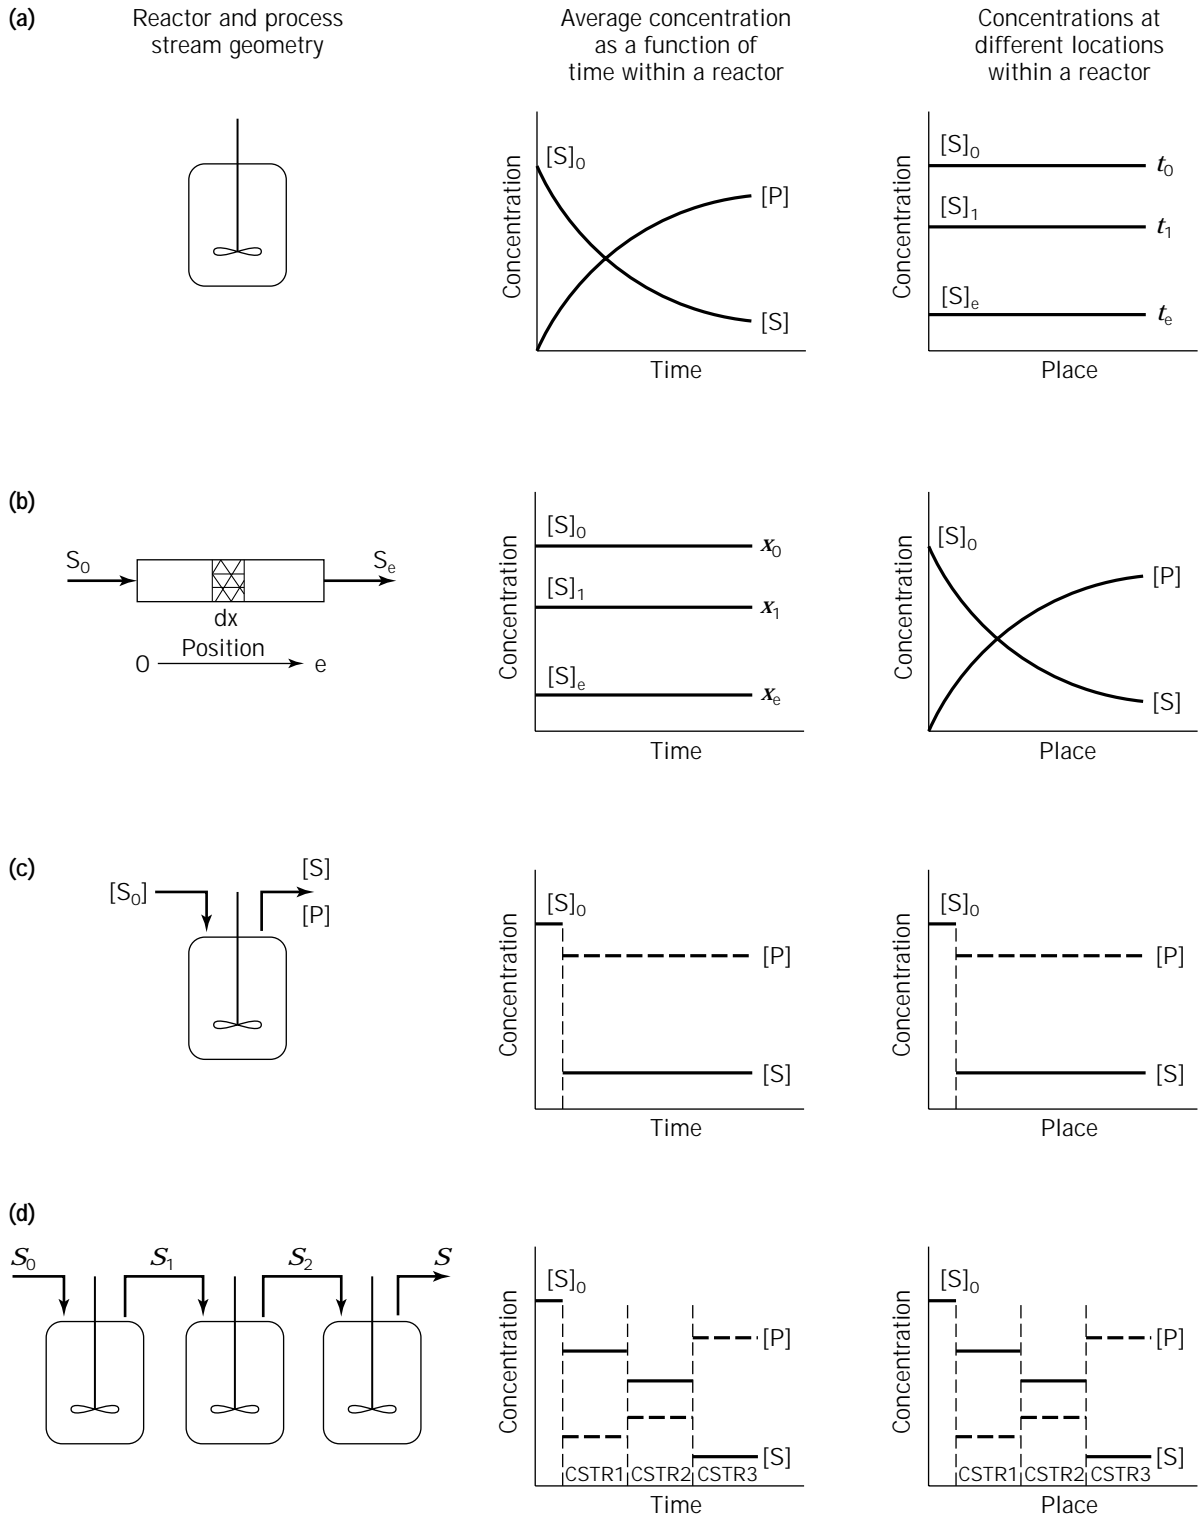 (a)
Reactor and process
stream geometry
Average concentration
as a function of
time within a reactor
Concentrations at
different locations
within a reactor
Concentration
[S]0
[P]
[S]
Time
Concentration
[S]0
t0
[S]1
t1
[S]e
te
Place
(b)
S0
Se
dx
Position
0
e
Concentration
[S]0
x0
[S]1
x1
[S]e
xe
Time
Concentration
[S]0
[P]
[S]
Place
(c)
[S0]
[S]
[P]
Concentration
[S]0
[P]
[S]
Time
Concentration
[S]0
[P]
[S]
Place
(d)
S0
S1
S2
S
Concentration
[S]0
[P]
[S]
CSTR1
CSTR2
CSTR3
Time
Concentration
[S]0
[P]
[S]
CSTR1
CSTR2
CSTR3
Place